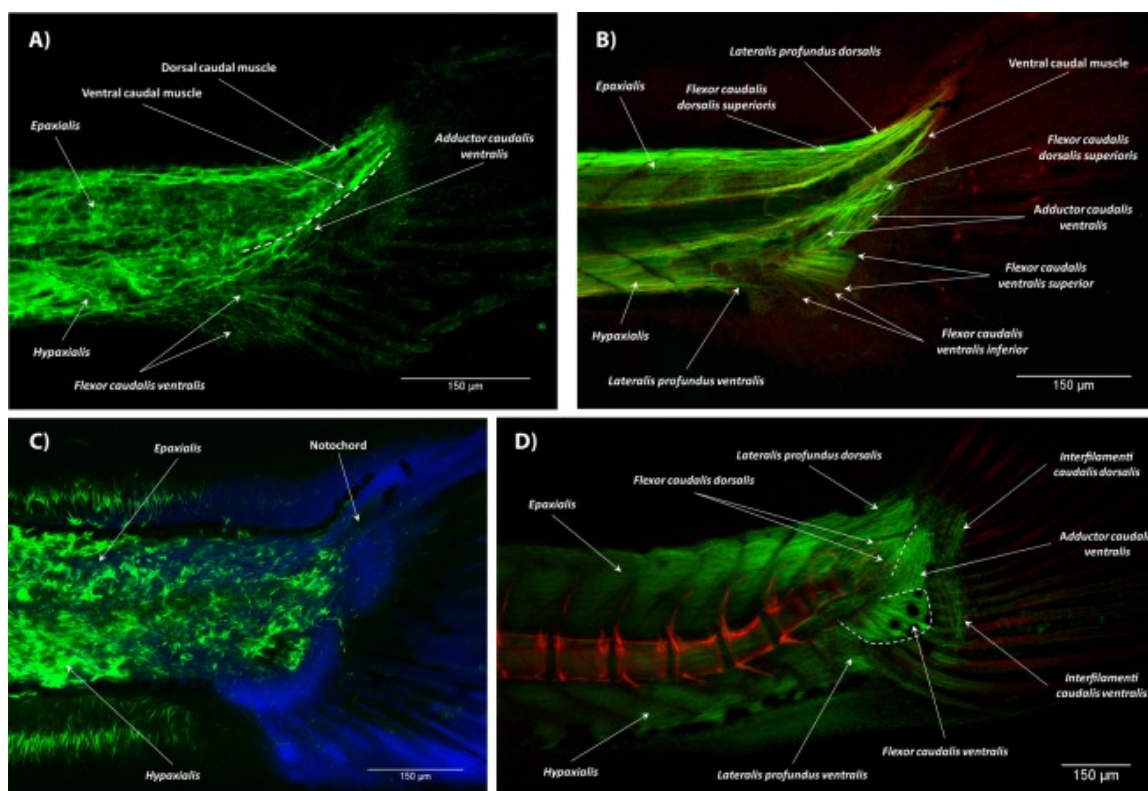 A)
Dorsal caudal muscle
Ventral caudal muscle
Epaxialis
Adductor caudalis
ventralis
Hypaxialis
Flexor caudalis ventralis
150 µm
B)
Lateralis profundus dorsalis
Ventral caudal muscle
Epaxialis
Flexor caudalis
dorsalis superioris
Flexor caudalis
dorsalis superioris
Adductor caudalis
ventralis
Flexor caudalis
ventralis superior
Hypaxialis
Flexor caudalis
ventralis inferior
Lateralis profundus ventralis
150 µm
C)
Epaxialis
Notochord
Hypaxialis
150 µm
D)
Lateralis profundus dorsalis
Interfilamenti
caudalis dorsalis
Flexor caudalis dorsalis
Epaxialis
Adductor caudalis
ventralis
Interfilamenti
caudalis ventralis
Flexor caudalis ventralis
Hypaxialis
Lateralis profundus ventralis
150 µm